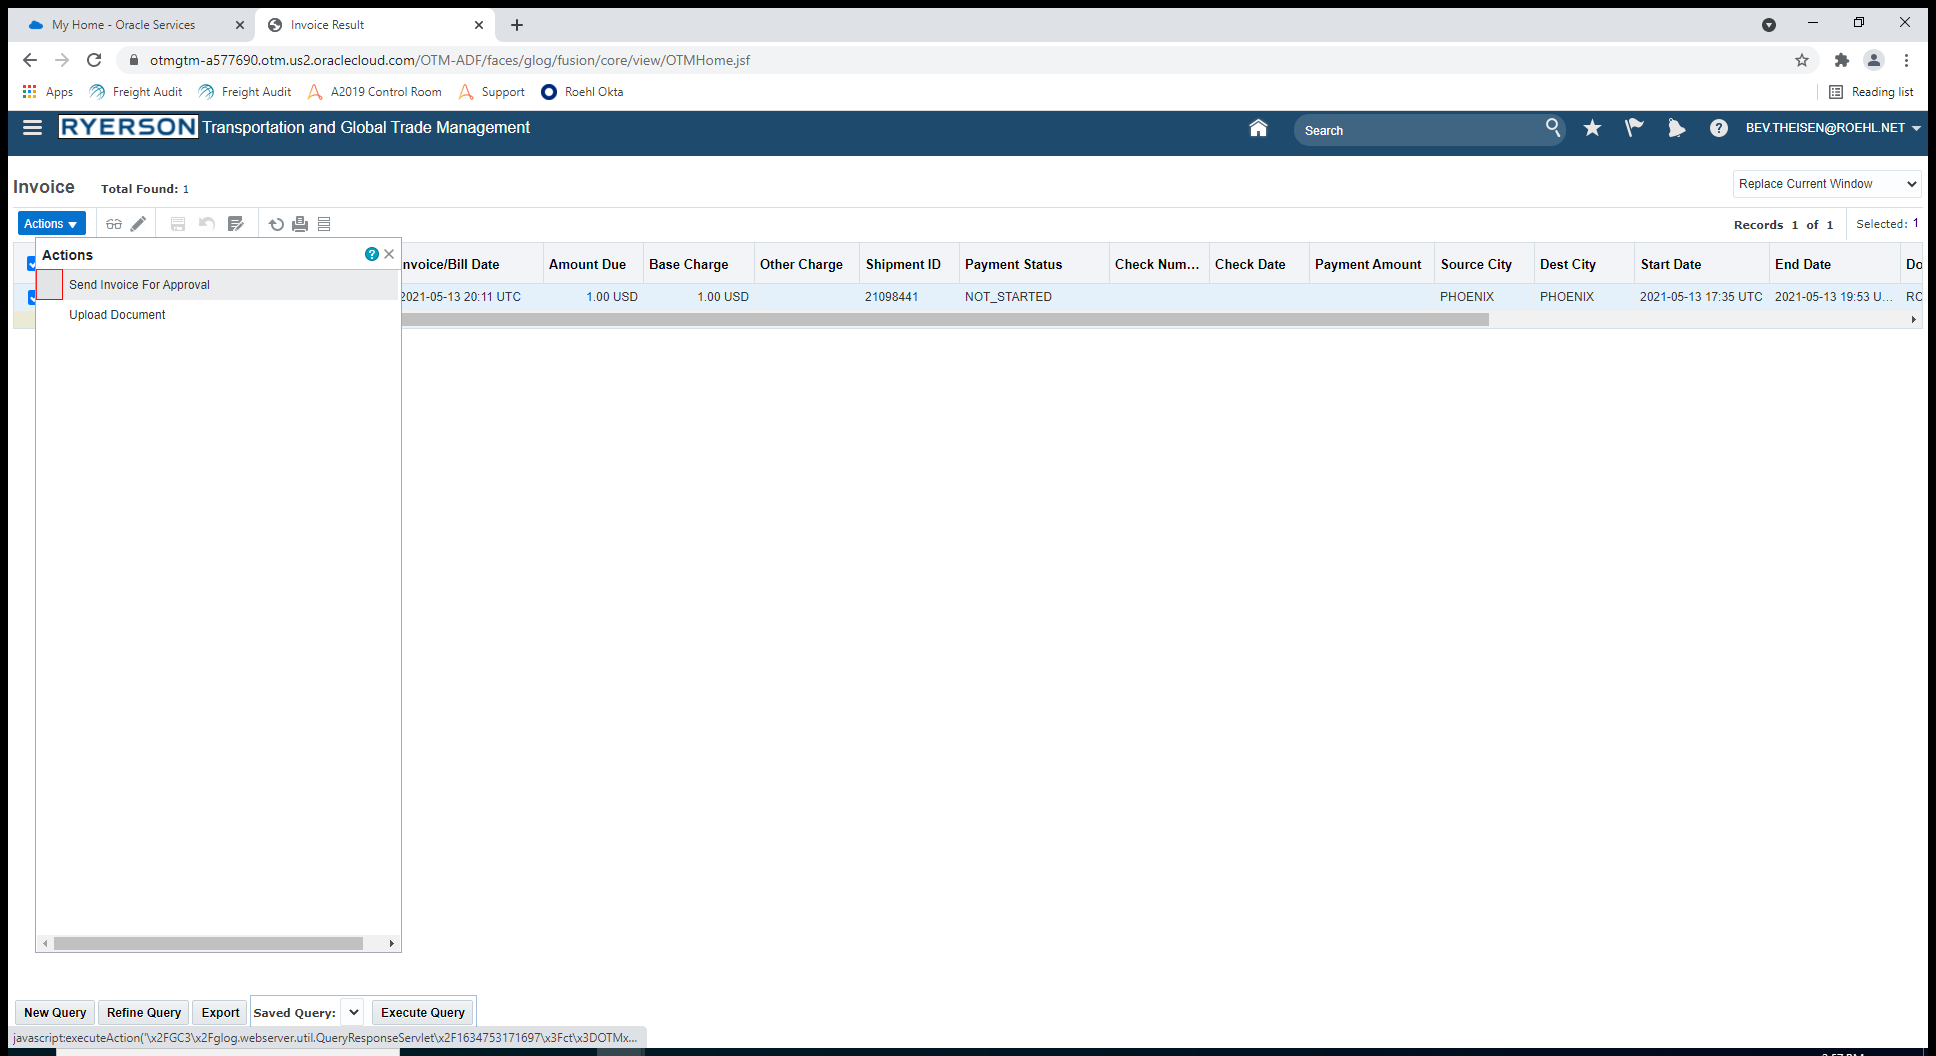 My Home - Oracle Services
Invoice Result
otmgtm-a577690.otm.us2.oraclecloud.com/OTM-ADF/faces/glog/fusion/core/view/OTMHome.jsf
Apps Freight Audit Freight Audit A2019 Control Room Support Roehl Okta Reading list
RYERSON Transportation and Global Trade Management Search BEV.THEISEN@ROEHL.NET
Invoice Total Found: 1 Replace Current Window
Actions Records 1 of 1 Selected: 1
Actions
nvoice/Bill Date Amount Due Base Charge Other Charge Shipment ID Payment Status Check Num... Check Date Payment Amount Source City Dest City Start Date End Date Do
Send Invoice For Approval
2021-05-13 20:11 UTC 1.00 USD 1.00 USD 21098441 NOT_STARTED PHOENIX PHOENIX 2021-05-13 17:35 UTC 2021-05-13 19:53 U... RO
Upload Document
New Query Refine Query Export Saved Query: Execute Query
javascript:executeAction('\x2FGC3\x2Fglog.webserver.util.QueryResponseServlet\x2F1634753171697\x3Fct\x3DOTMx...